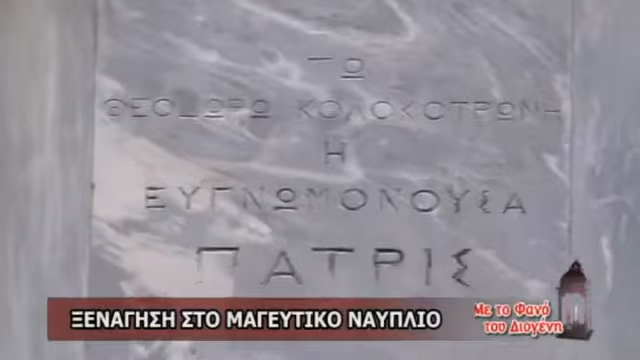 ΤΩ
ΘΕΟΔΩΡΩ ΚΟΛΟΚΟΤΡΩΝΗ
Η
ΕΥΓΝΩΜΟΝΟΥΣΑ
ΠΑΤΡΙΣ
ΞΕΝΑΓΗΣΗ ΣΤΟ ΜΑΓΕΥΤΙΚΟ ΝΑΥΠΛΙΟ
Με το Φανό
του Διογένη